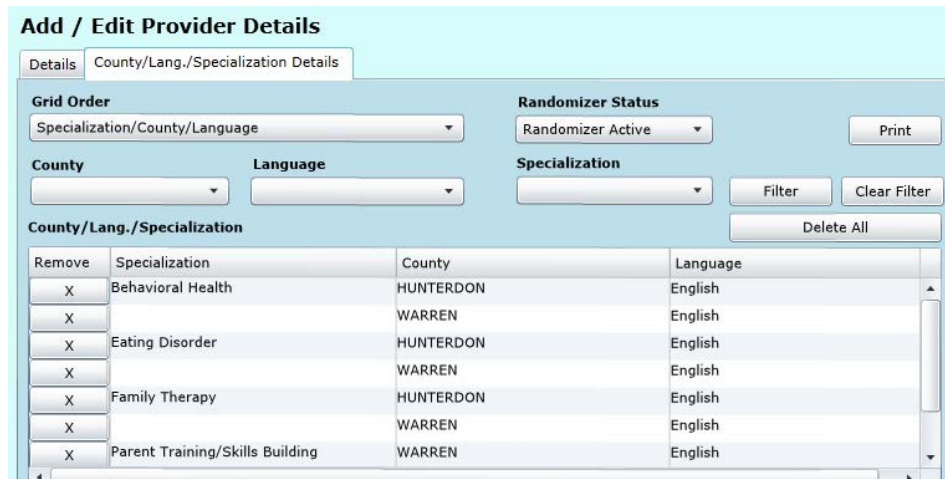 Add / Edit Provider Details
Details County/Lang./Specialization Details
Grid Order Randomizer Status
Specialization/County/Language Randomizer Active Print
County Language Specialization
Filter Clear Filter
County/Lang./Specialization Delete All
Remove Specialization County Language
X Behavioral Health HUNTERDON English
X WARREN English
X Eating Disorder HUNTERDON English
X WARREN English
X Family Therapy HUNTERDON English
X WARREN English
X Parent Training/Skills Building WARREN English